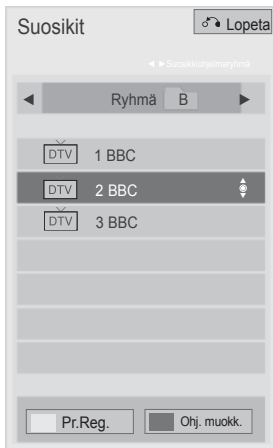 Suosikit
Lopeta
◄ ►Suosikkiohjelmaryhmä
◄ Ryhmä B ►
DTV 1 BBC
DTV 2 BBC
DTV 3 BBC
Pr.Reg.
Ohj. muokk.